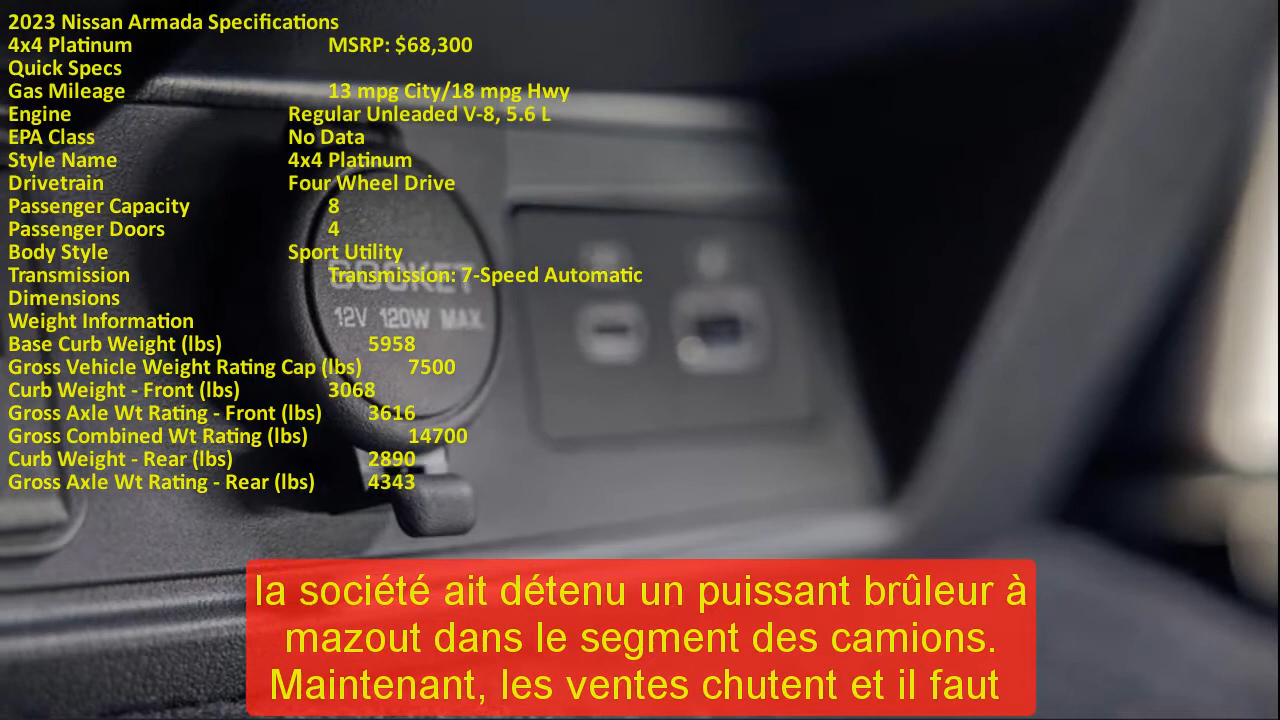 2023 Nissan Armada Specifications
4x4 Platinum MSRP: $68,300
Quick Specs
Gas Mileage 13 mpg City/18 mpg Hwy
Engine Regular Unleaded V-8, 5.6 L
EPA Class No Data
Style Name 4x4 Platinum
Drivetrain Four Wheel Drive
Passenger Capacity 8
Passenger Doors 4
Body Style Sport Utility
Transmission Transmission: 7-Speed Automatic
Dimensions
Weight Information
Base Curb Weight (lbs) 5958
Gross Vehicle Weight Rating Cap (lbs) 7500
Curb Weight - Front (lbs) 3068
Gross Axle Wt Rating - Front (lbs) 3616
Gross Combined Wt Rating (lbs) 14700
Curb Weight - Rear (lbs) 2890
Gross Axle Wt Rating - Rear (lbs) 4343
SOCKET
12V 120W MAX.
la société ait détenu un puissant brûleur à
mazout dans le segment des camions.
Maintenant, les ventes chutent et il faut